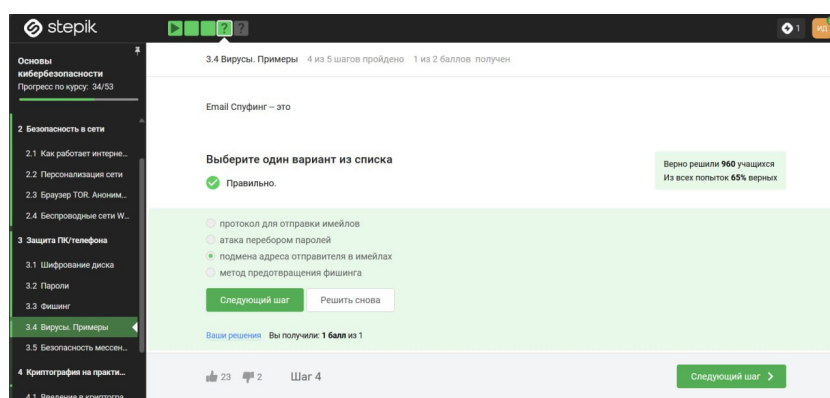 stepik
? ?
1
ИД
Основы
кибербезопасности
Прогресс по курсу: 34/53
3.4 Вирусы. Примеры 4 из 5 шагов пройдено 1 из 2 баллов получен
2 Безопасность в сети
2.1 Как работает интерне...
2.2 Персонализация сети
2.3 Браузер TOR. Аноним...
2.4 Беспроводные сети W...
3 Защита ПК/телефона
3.1 Шифрование диска
3.2 Пароли
3.3 Фишинг
3.4 Вирусы. Примеры
3.5 Безопасность мессен...
4 Криптография на практи...
4.1 Введение в криптогра...
Email Спуфинг – это
Выберите один вариант из списка
Правильно.
Верно решили 960 учащихся
Из всех попыток 65% верных
протокол для отправки имейлов
атака перебором паролей
подмена адреса отправителя в имейлах
метод предотвращения фишинга
Следующий шаг Решить снова
Ваши решения Вы получили: 1 балл из 1
23 2 Шаг 4
Следующий шаг